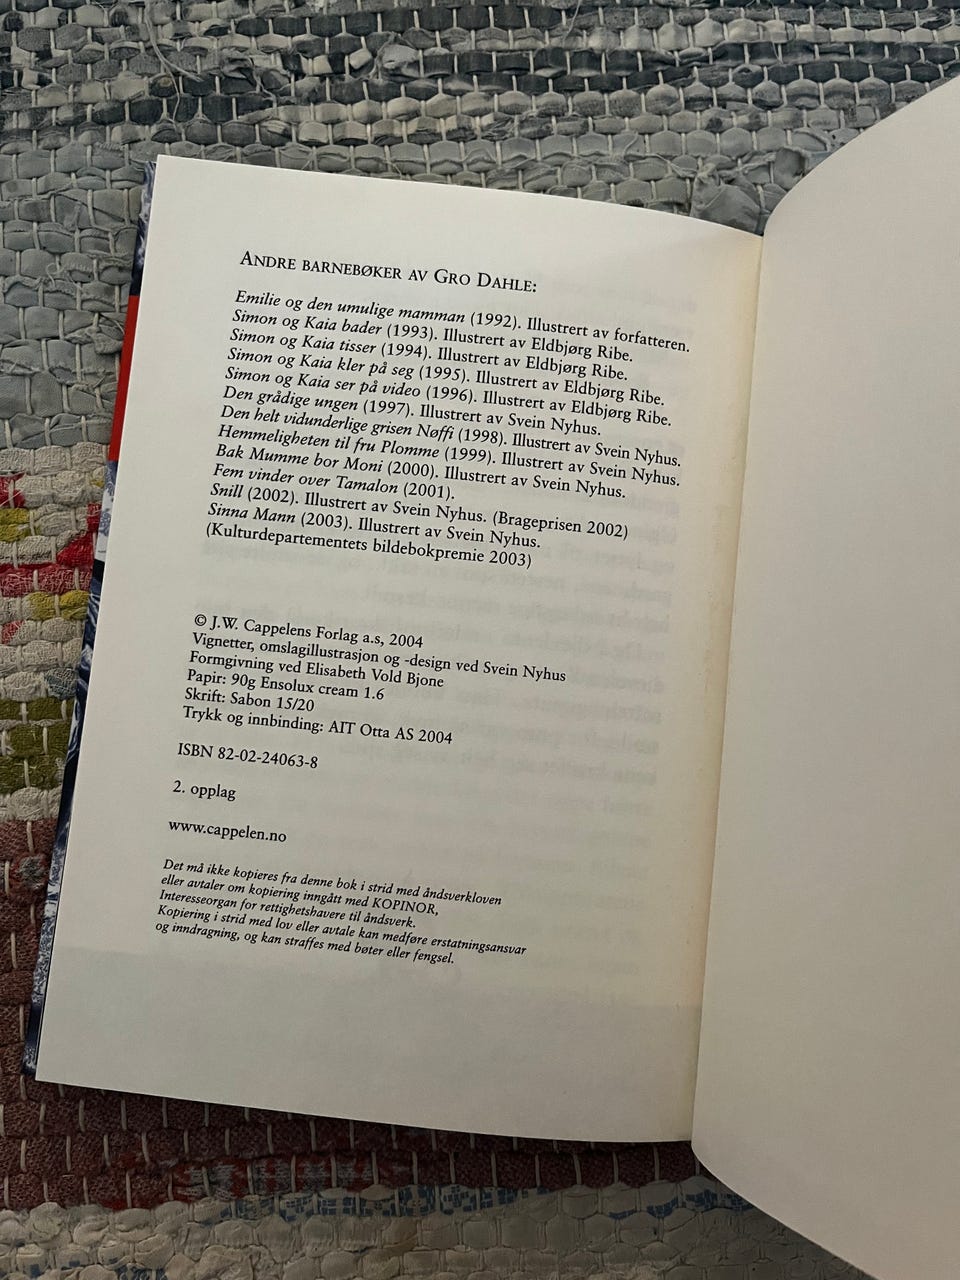 ANDRE BARNEBØKER AV GRO DAHLE:
Emilie og den umulige mamman (1992). Illustrert av forfatteren.
Simon og Kaia bader (1993). Illustrert av Eldbjørg Ribe.
Simon og Kaia tisser (1994). Illustrert av Eldbjørg Ribe.
Simon og Kaia kler på seg (1995). Illustrert av Eldbjørg Ribe.
Simon og Kaia ser på video (1996). Illustrert av Eldbjørg Ribe.
Den grådige ungen (1997). Illustrert av Svein Nyhus.
Den helt vidunderlige grisen Nøffi (1998). Illustrert av Svein Nyhus.
Hemmeligheten til fru Plomme (1999). Illustrert av Svein Nyhus.
Bak Mumme bor Moni (2000). Illustrert av Svein Nyhus.
Fem vinder over Tamalon (2001).
Snill (2002). Illustrert av Svein Nyhus. (Brageprisen 2002)
Sinna Mann (2003). Illustrert av Svein Nyhus.
(Kulturdepartementets bildebokpremie 2003)
© J.W. Cappelens Forlag a.s, 2004
Vignetter, omslagillustrasjon og -design ved Svein Nyhus
Formgivning ved Elisabeth Vold Bjone
Papir: 90g Ensolux cream 1.6
Skrift: Sabon 15/20
Trykk og innbinding: AIT Otta AS 2004
ISBN 82-02-24063-8
2. opplag
www.cappelen.no
Det må ikke kopieres fra denne bok i strid med åndsverkloven
eller avtaler om kopiering inngått med KOPINOR,
Interesseorgan for rettighetshavere til åndsverk.
Kopiering i strid med lov eller avtale kan medføre erstatningsansvar
og inndragning, og kan straffes med bøter eller fengsel.